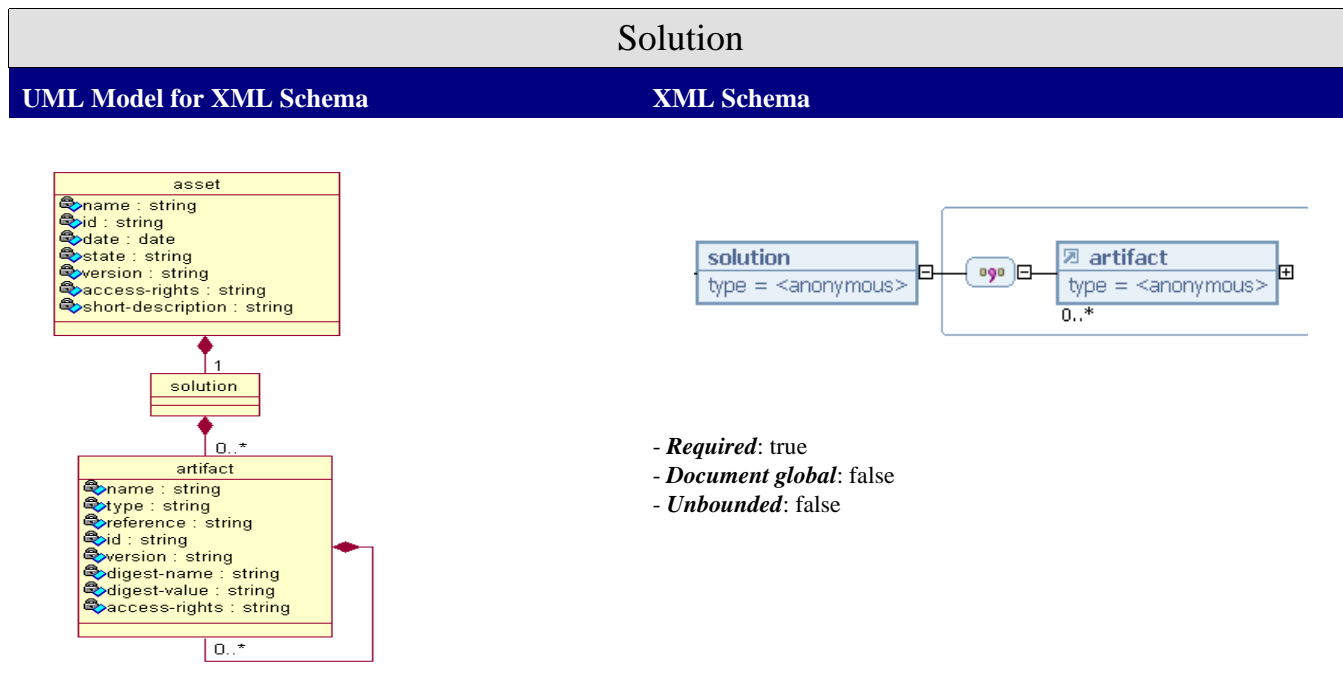 Solution
UML Model for XML Schema
XML Schema
asset
name : string
id : string
date : date
state : string
version : string
access-rights : string
short-description : string
1
solution
0..*
artifact
name : string
type : string
reference : string
id : string
version : string
digest-name : string
digest-value : string
access-rights : string
0..*
solution
type = <anonymous>
artifact
type = <anonymous>
0..*
- Required: true
- Document global: false
- Unbounded: false